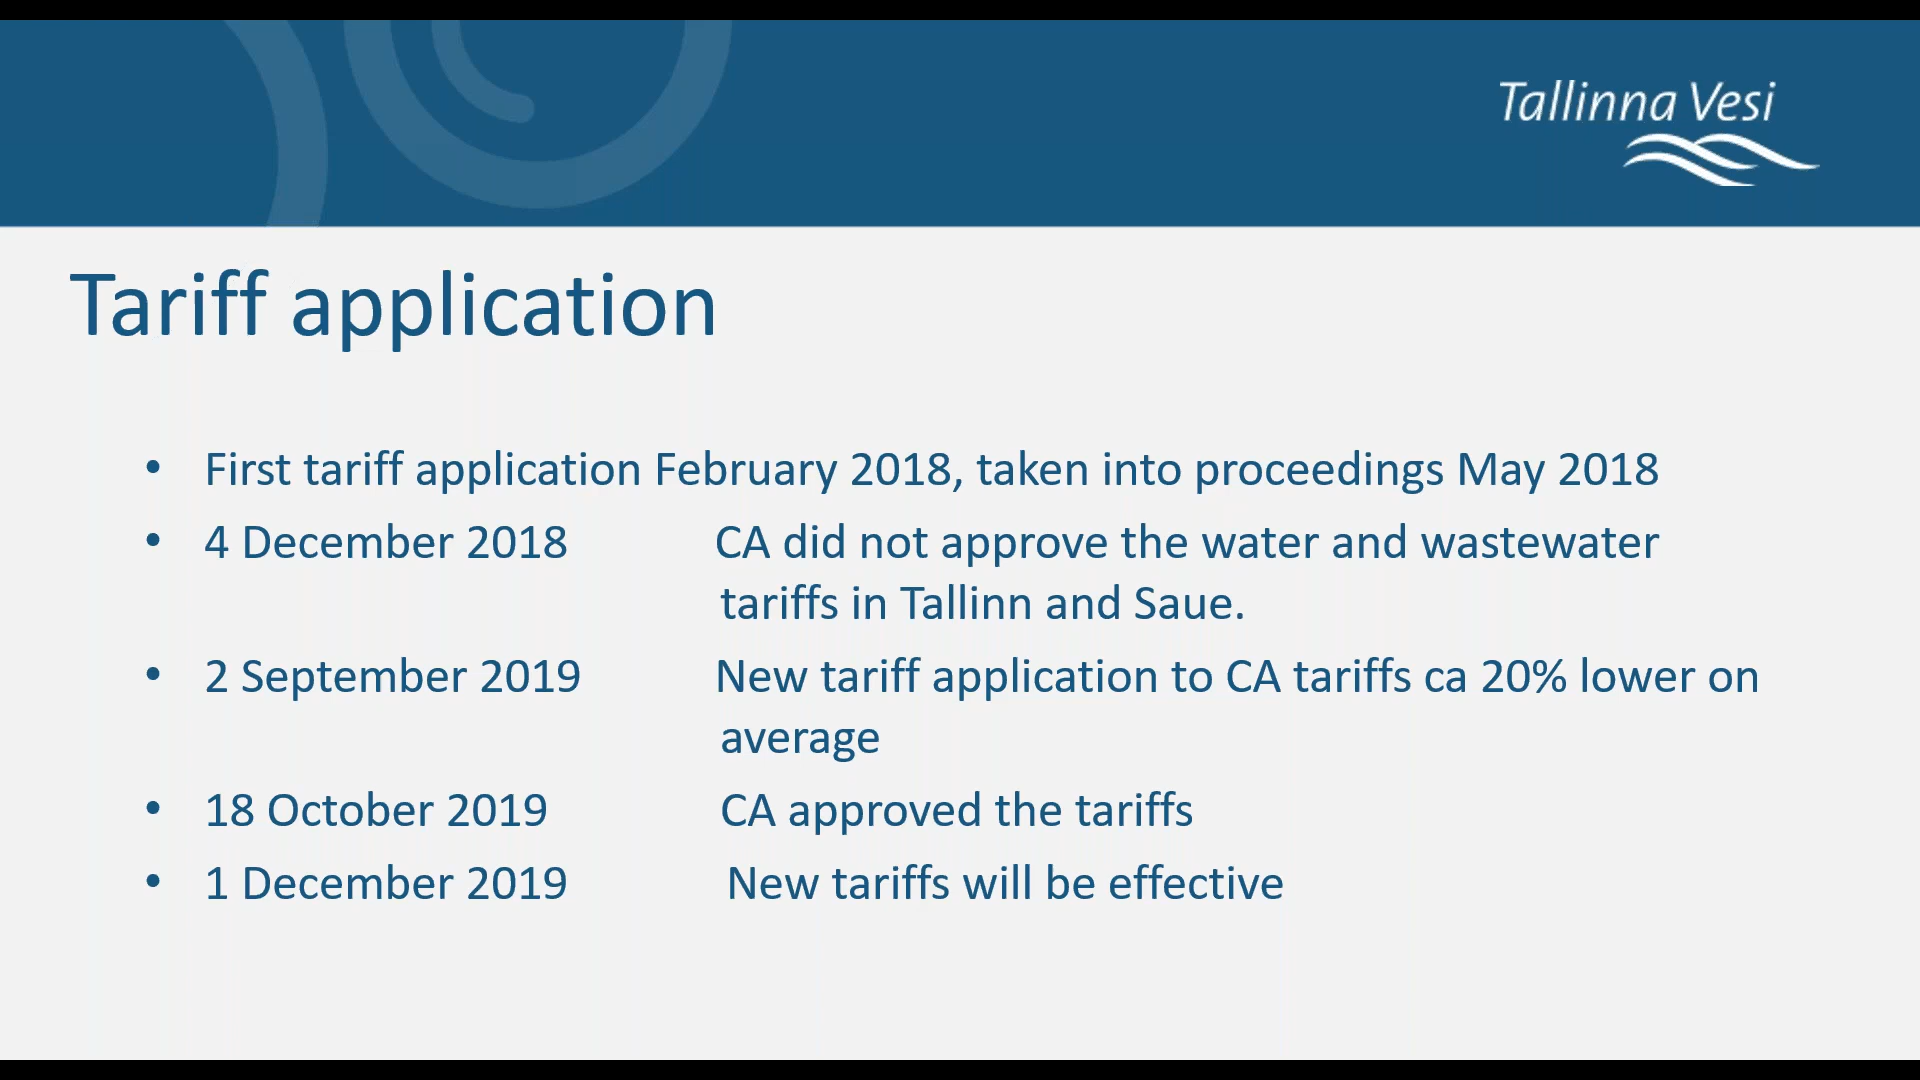 Tallinna Vesi
Tariff application
• First tariff application February 2018, taken into proceedings May 2018
• 4 December 2018 CA did not approve the water and wastewater
tariffs in Tallinn and Saue.
• 2 September 2019 New tariff application to CA tariffs ca 20% lower on
average
• 18 October 2019 CA approved the tariffs
• 1 December 2019 New tariffs will be effective